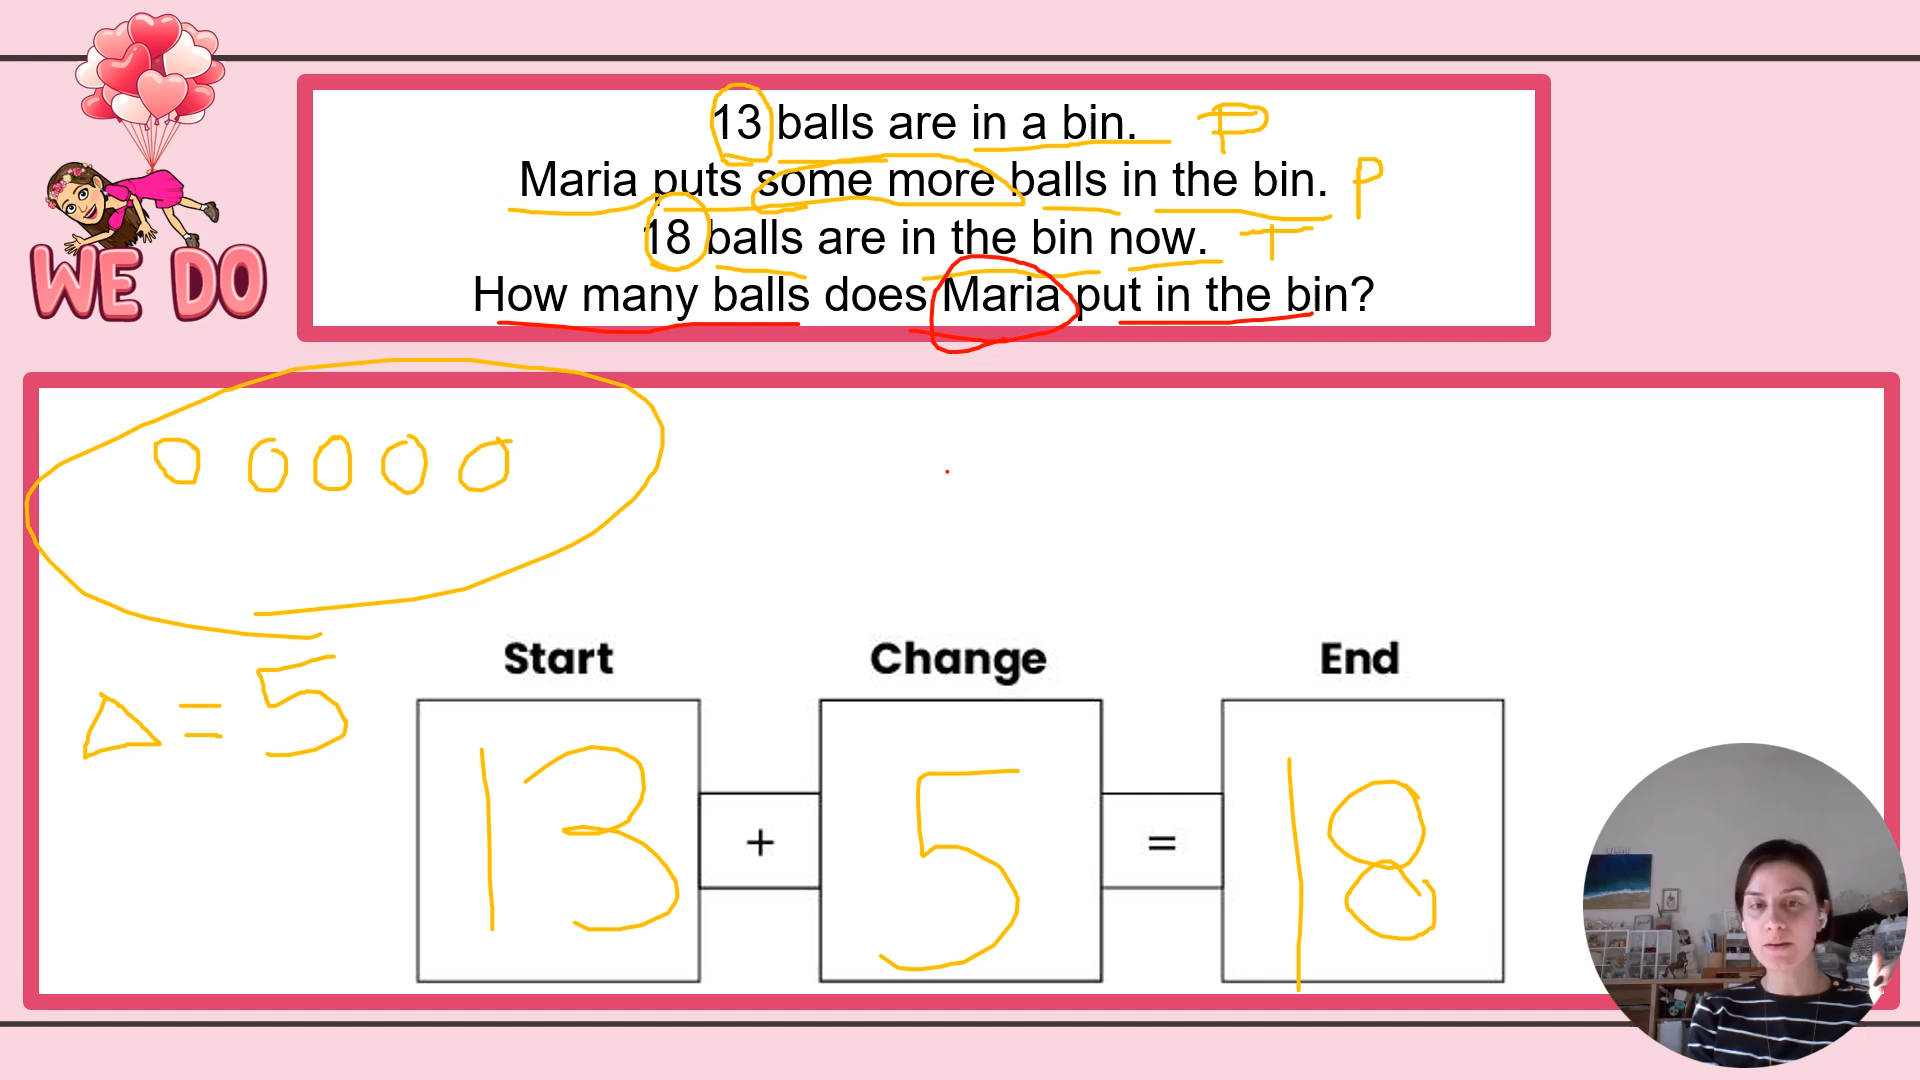 13 balls are in a bin. P
Maria puts some more balls in the bin. P
18 balls are in the bin now. T
How many balls does Maria put in the bin?
WE DO
Δ = 5
Start Change End
13 + 5 = 18